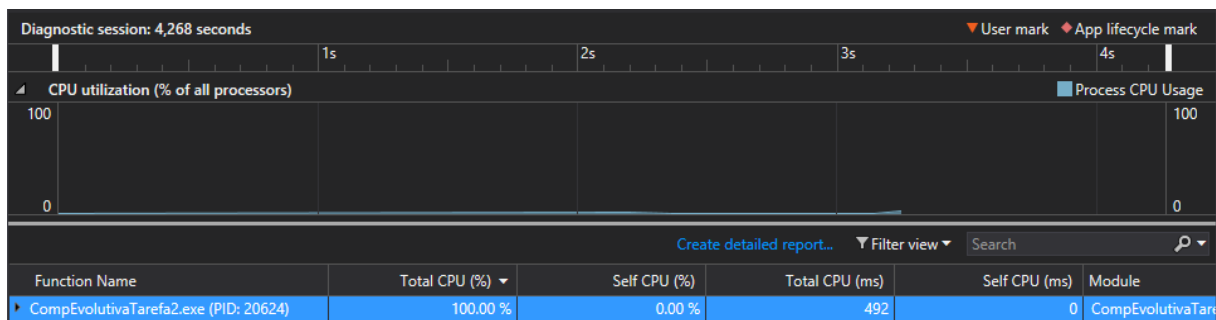 Diagnostic session: 4,268 seconds ▼ User mark ◆ App lifecycle mark
1s 2s 3s 4s
CPU utilization (% of all processors) Process CPU Usage
100 100
0 0
Create detailed report... Filter view Search
Function Name Total CPU (%) Self CPU (%) Total CPU (ms) Self CPU (ms) Module
CompEvolutivaTarefa2.exe (PID: 20624) 100.00 % 0.00 % 492 0 CompEvolutivaTare